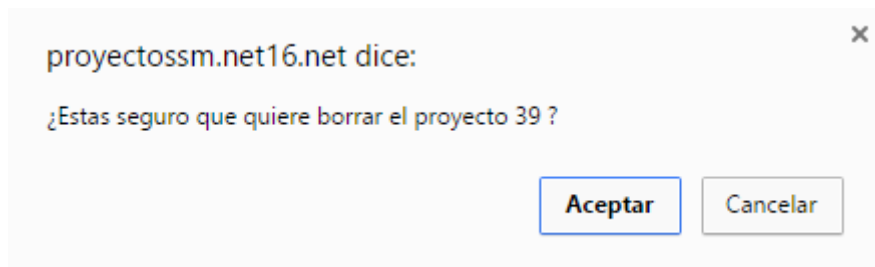 proyectossm.net16.net dice:
¿Estas seguro que quiere borrar el proyecto 39 ?
Aceptar
Cancelar